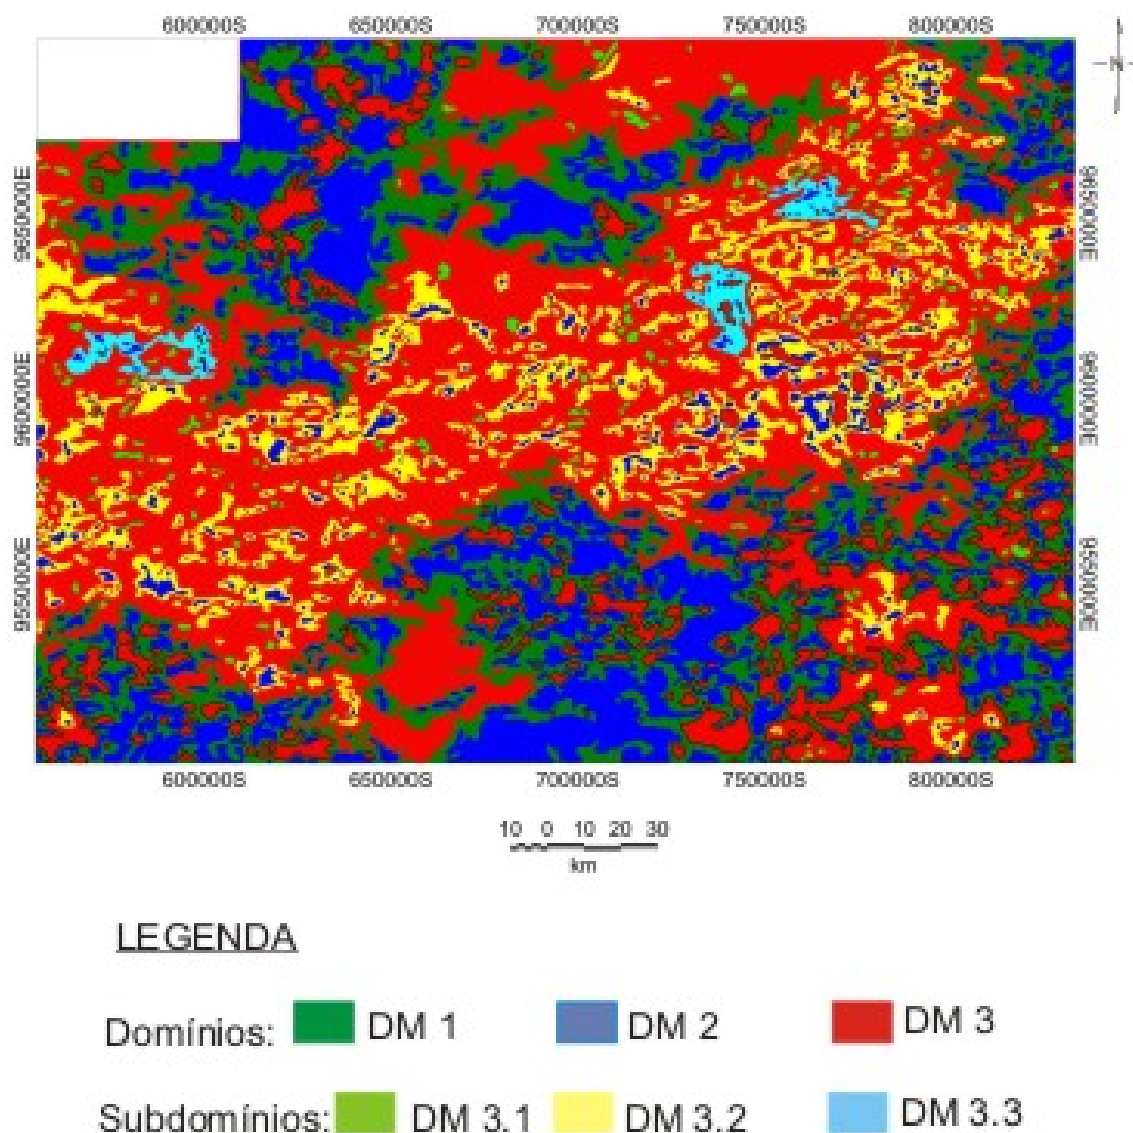 600000S 650000S 700000S 750000S 800000S
N
9650000E 9650000E
9600000E 9600000E
9550000E 9550000E
600000S 650000S 700000S 750000S 800000S
10 0 10 20 30
km
LEGENDA
Domínios: DM 1 DM 2 DM 3
Subdomínios: DM 3.1 DM 3.2 DM 3.3